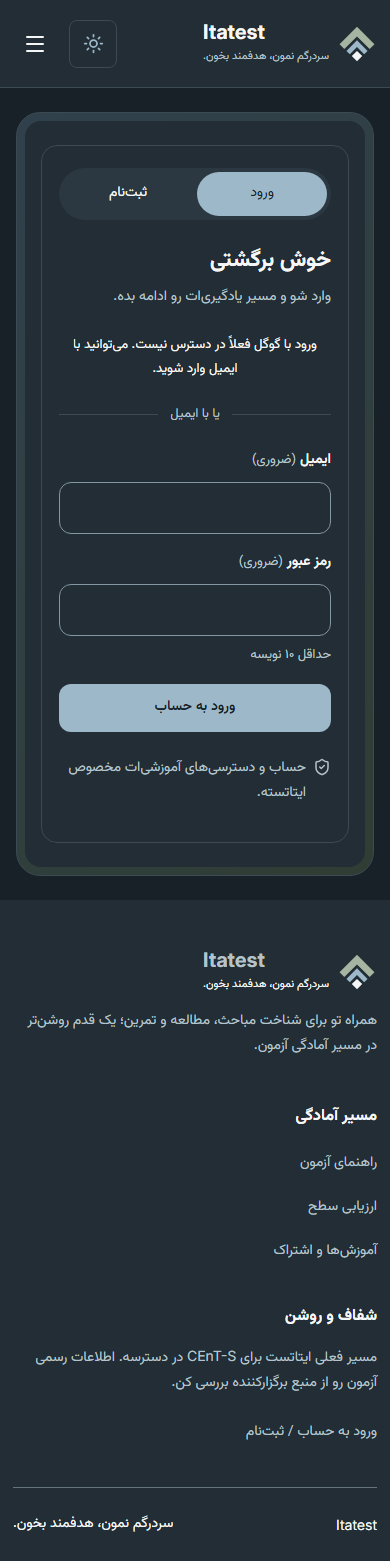 Itatest
سردرگم نمون، هدفمند بخون.
ورود
ثبت‌نام
خوش برگشتی
وارد شو و مسیر یادگیری‌ات رو ادامه بده.
ورود با گوگل فعلاً در دسترس نیست. می‌توانید با
ایمیل وارد شوید.
یا با ایمیل
ایمیل (ضروری)
رمز عبور (ضروری)
حداقل ۱۰ نویسه
ورود به حساب
حساب و دسترسی‌های آموزشی‌ات مخصوص
ایتاتسته.
Itatest
سردرگم نمون، هدفمند بخون.
همراه تو برای شناخت مباحث، مطالعه و تمرین؛ یک قدم روشن‌تر
در مسیر آمادگی آزمون.
مسیر آمادگی
راهنمای آزمون
ارزیابی سطح
آموزش‌ها و اشتراک
شفاف و روشن
مسیر فعلی ایتاتست برای CEnT-S در دسترسه. اطلاعات رسمی
آزمون رو از منبع برگزارکننده بررسی کن.
ورود به حساب / ثبت‌نام
Itatest
سردرگم نمون، هدفمند بخون.